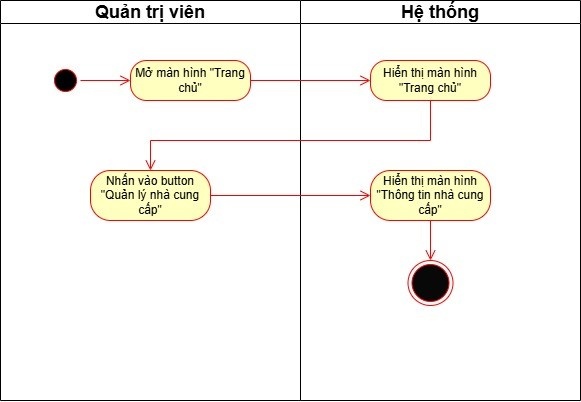 Quản trị viên
Hệ thống
Mở màn hình "Trang
chủ"
Hiển thị màn hình
"Trang chủ"
Nhấn vào button
"Quản lý nhà cung
cấp"
Hiển thị màn hình
"Thông tin nhà cung
cấp"